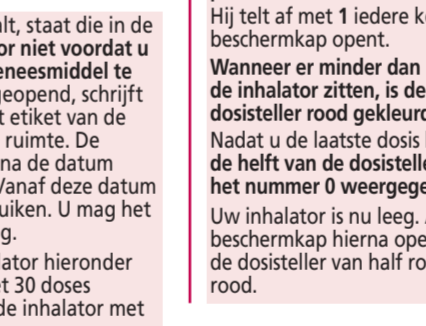 alt, staat die in de
or niet voordat u
eneesmiddel te
geopend, schrijft
t etiket van de
ruimte. De
na de datum
Vanaf deze datum
uiken. U mag het
g.
lator hieronder
et 30 doses
de inhalator met
Hij telt af met 1 iedere k
beschermkap opent.
Wanneer er minder dan
de inhalator zitten, is de
dosisteller rood gekleurd
Nadat u de laatste dosis
de helft van de dosistelle
het nummer 0 weergege
Uw inhalator is nu leeg.
beschermkap hierna ope
de dosisteller van half ro
rood.